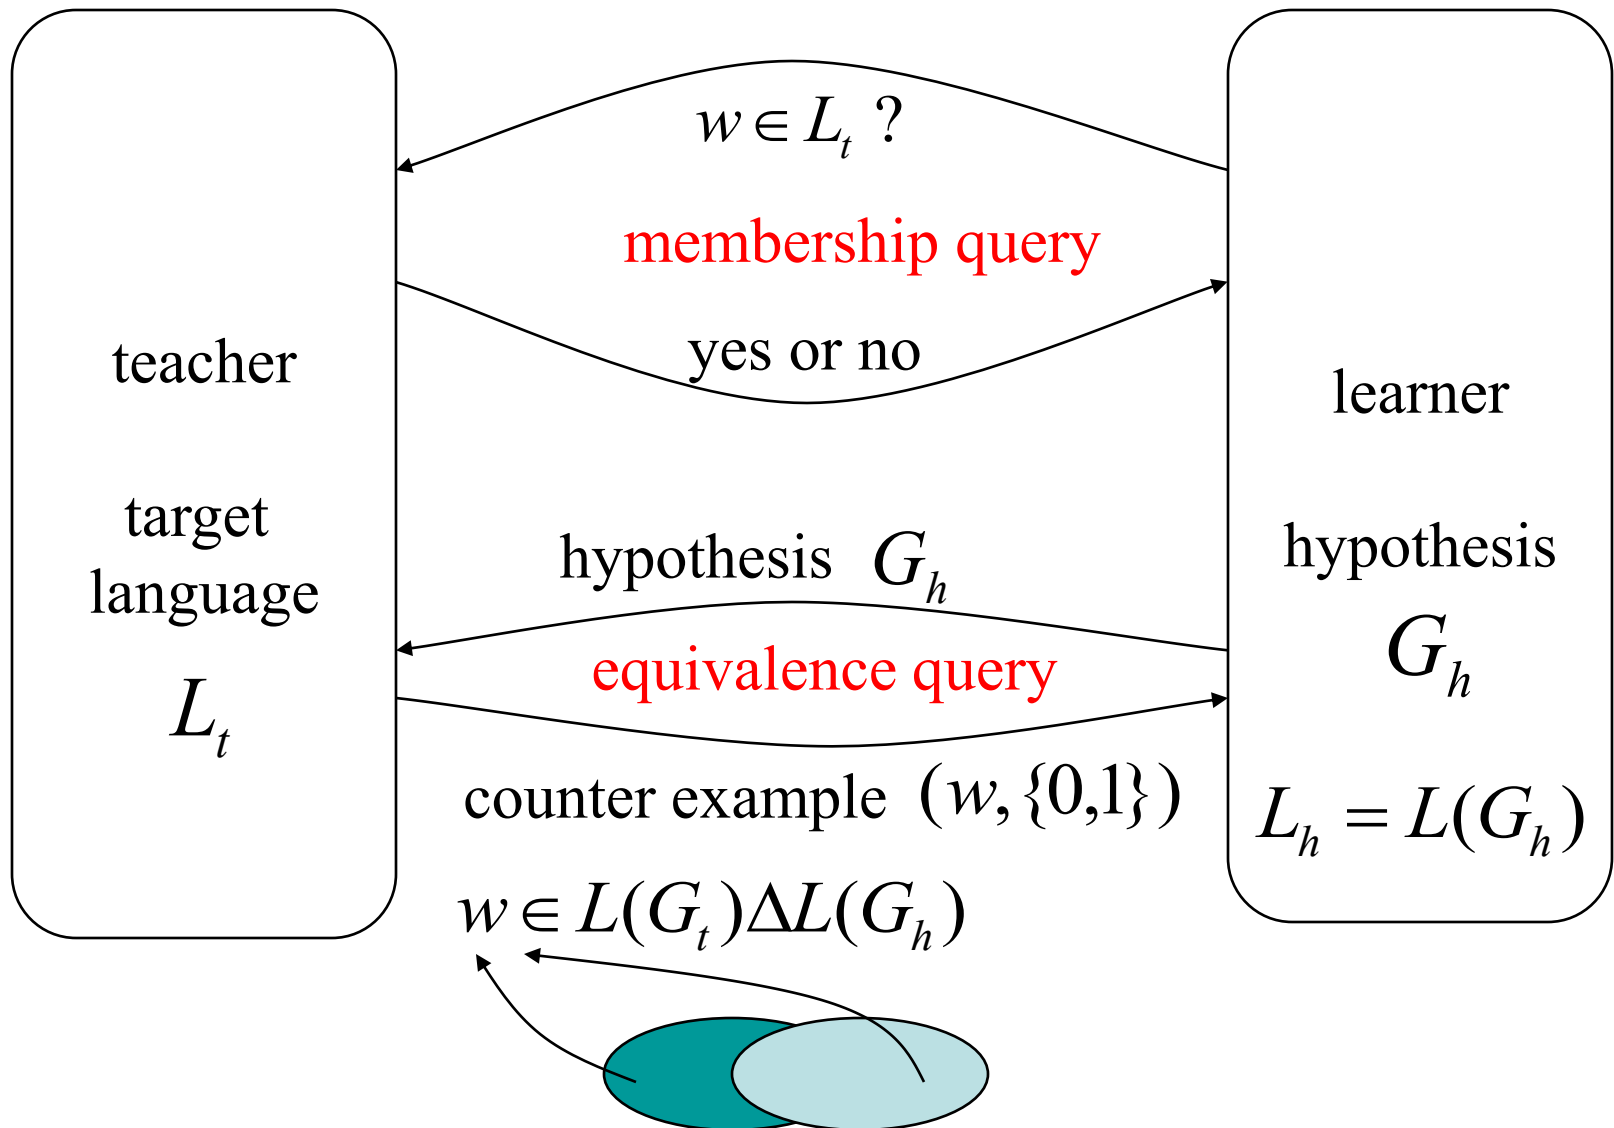 w ∈ L_t ?
membership query
yes or no
teacher
target
language
L_t
hypothesis G_h
equivalence query
counter example (w,{0,1})
w ∈ L(G_t)ΔL(G_h)
learner
hypothesis
G_h
L_h = L(G_h)